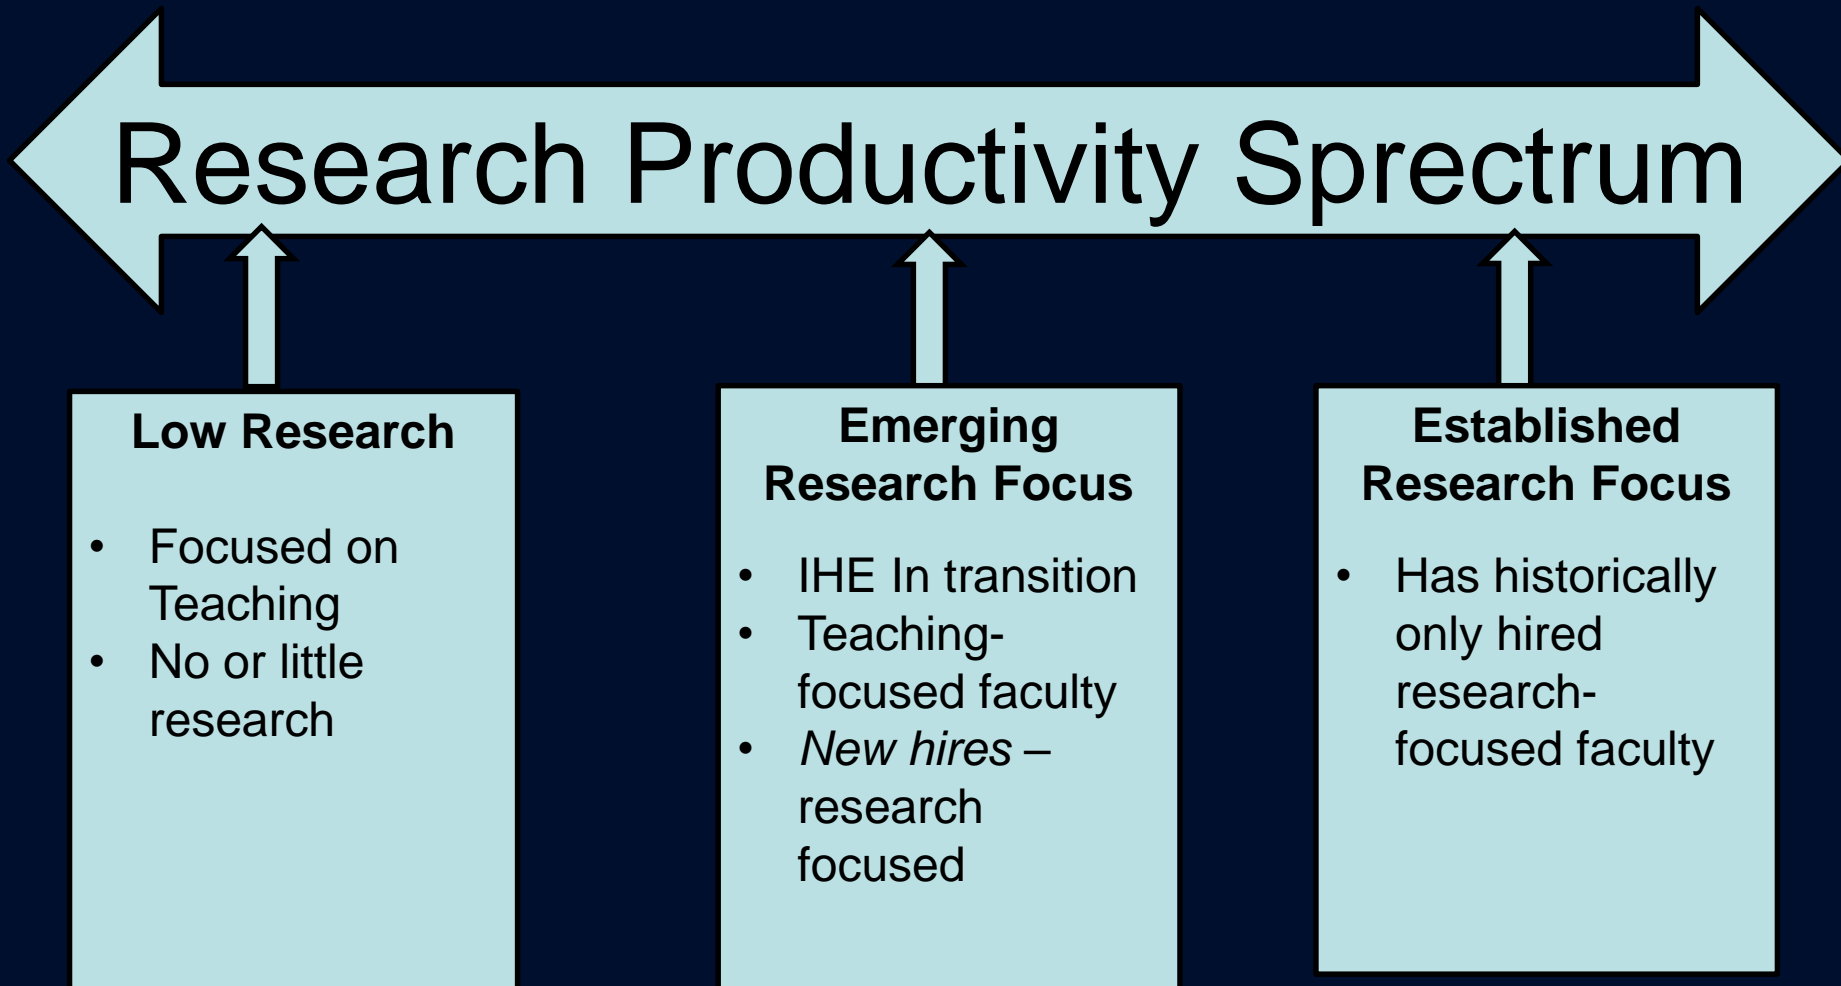 Research Productivity Sprectrum
Low Research
• Focused on
Teaching
• No or little
research
Emerging
Research Focus
• IHE In transition
• Teaching-
focused faculty
• New hires –
research
focused
Established
Research Focus
• Has historically
only hired
research-
focused faculty